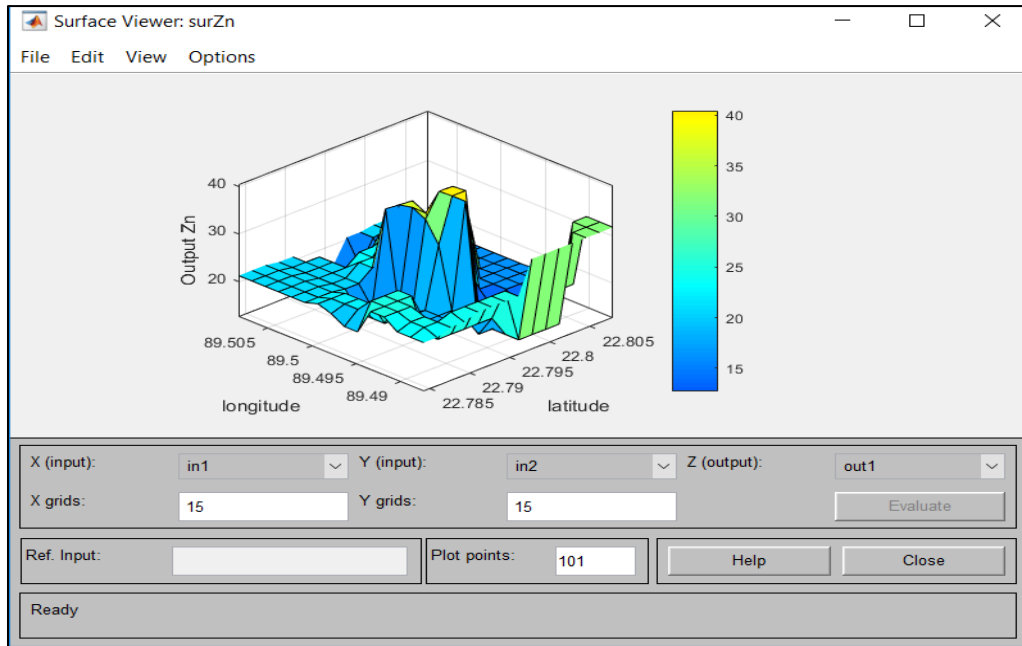 Surface Viewer: surZn
File Edit View Options
40
30
20
Output Zn
89.505
89.5
89.495
89.49
longitude
22.785
22.79
22.795
22.8
22.805
latitude
40
35
30
25
20
15
X (input): in1 Y (input): in2 Z (output): out1
X grids: 15 Y grids: 15 Evaluate
Ref. Input: Plot points: 101 Help Close
Ready